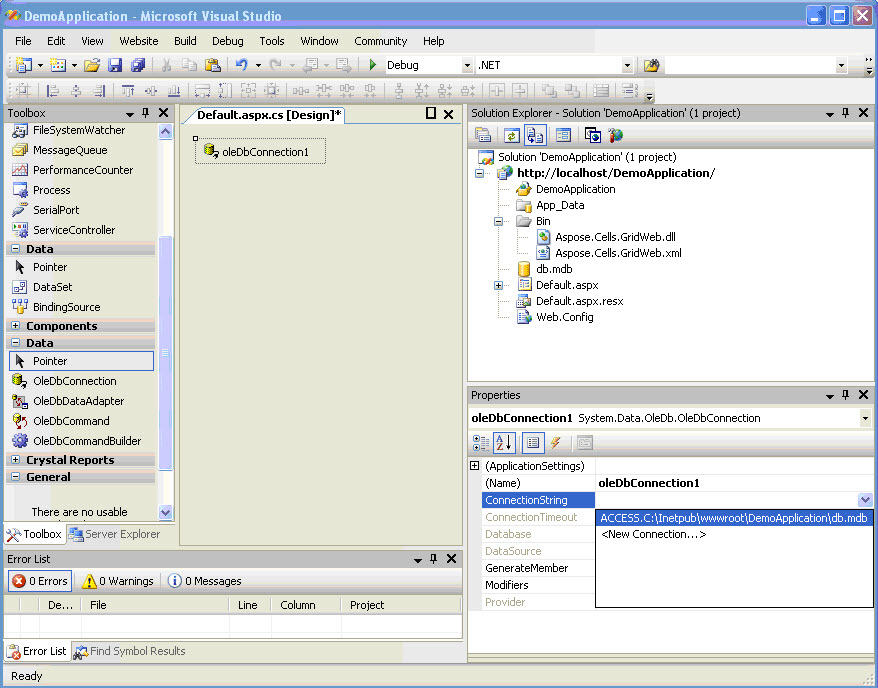 DemoApplication - Microsoft Visual Studio
File Edit View Website Build Debug Tools Window Community Help
Debug .NET
Toolbox
FileSystemWatcher
MessageQueue
PerformanceCounter
Process
SerialPort
ServiceController
Data
Pointer
DataSet
BindingSource
Components
Data
Pointer
OleDbConnection
OleDbDataAdapter
OleDbCommand
OleDbCommandBuilder
Crystal Reports
General
There are no usable
Toolbox Server Explorer
Default.aspx.cs [Design]*
oleDbConnection1
Solution Explorer - Solution 'DemoApplication' (1 project)
Solution 'DemoApplication' (1 project)
http://localhost/DemoApplication/
DemoApplication
App_Data
Bin
Aspose.Cells.GridWeb.dll
Aspose.Cells.GridWeb.xml
db.mdb
Default.aspx
Default.aspx.resx
Web.Config
Properties
oleDbConnection1 System.Data.OleDb.OleDbConnection
(ApplicationSettings)
(Name) oleDbConnection1
ConnectionString
ConnectionTimeout ACCESS.C:\Inetpub\wwwroot\DemoApplication\db.mdb
Database <New Connection...>
DataSource
GenerateMember
Modifiers
Provider
Error List
0 Errors 0 Warnings 0 Messages
De... File Line Column Project
Error List Find Symbol Results
Ready